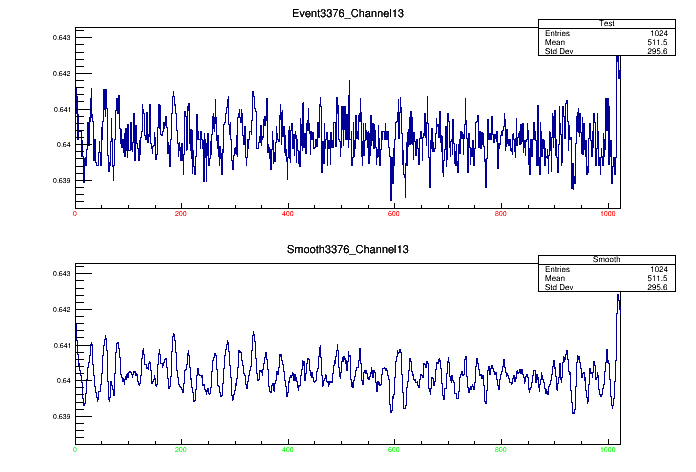 Event3376_Channel13
Test
Entries 1024
Mean 511.5
Std Dev 295.6
0.643
0.642
0.641
0.64
0.639
0 200 400 600 800 1000
Smooth3376_Channel13
Smooth
Entries 1024
Mean 511.5
Std Dev 295.6
0.643
0.642
0.641
0.64
0.639
0 200 400 600 800 1000